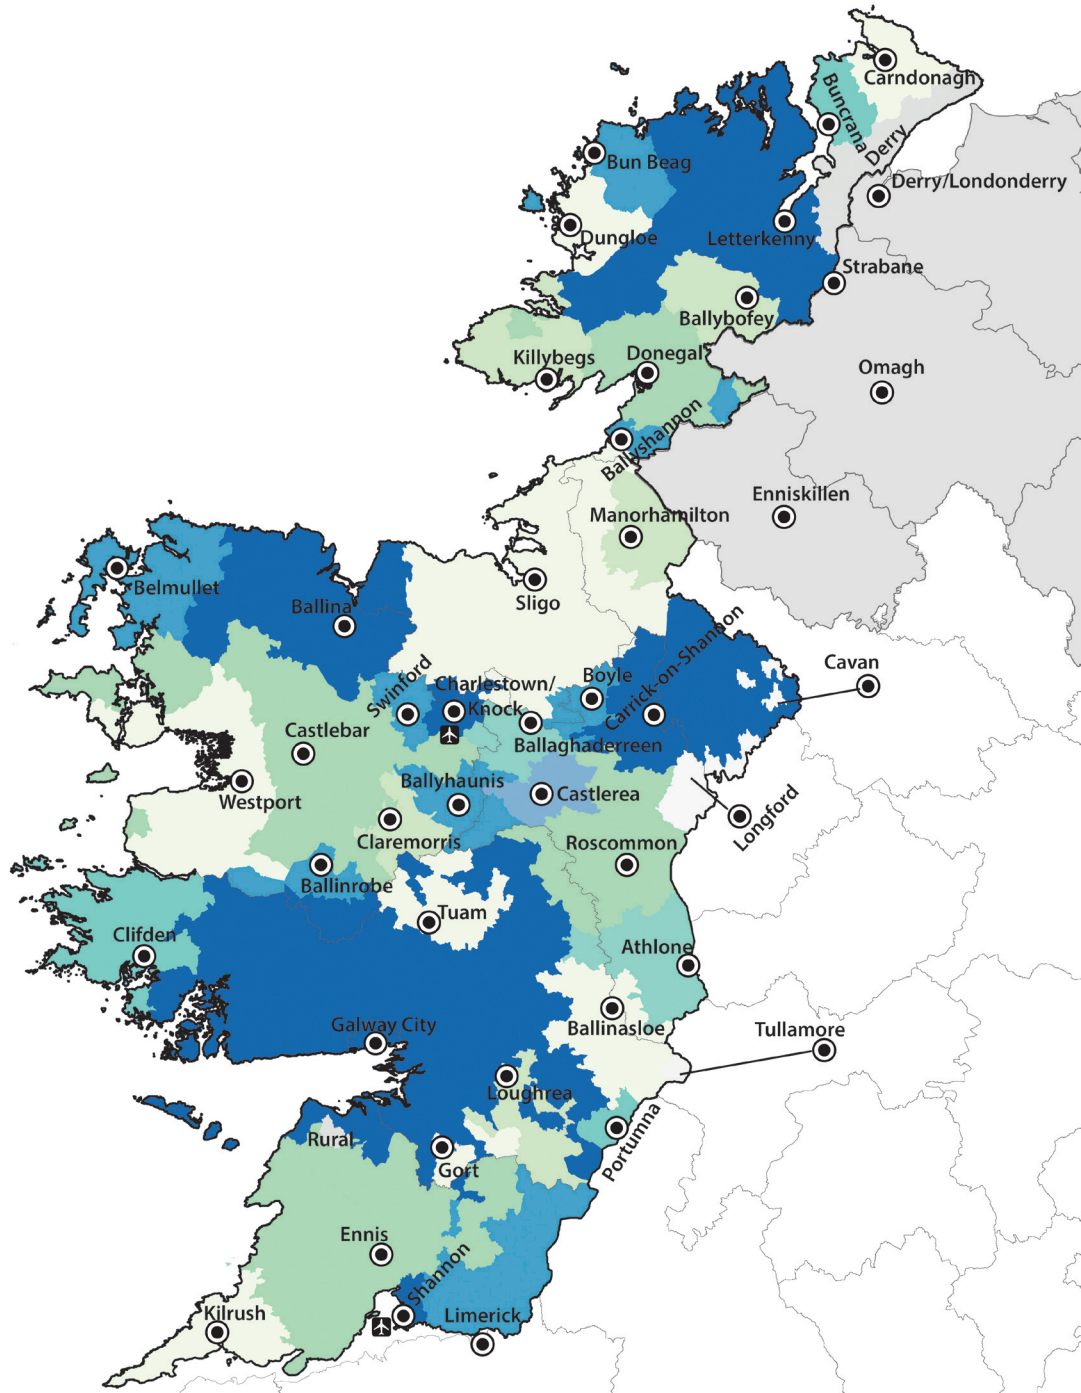 Carndonagh
Buncrana
Derry
Bun Beag
Derry/Londonderry
Dungloe
Letterkenny
Strabane
Ballybofey
Killybegs
Donegal
Omagh
Ballyshannon
Enniskillen
Manorhamilton
Belmullet
Sligo
Ballina
Swinford
Charlestown/
Knock
Boyle
Carrick-on-Shannon
Cavan
Castlebar
Ballaghaderreen
Westport
Ballyhaunis
Castlerea
Longford
Claremorris
Roscommon
Ballinrobe
Tuam
Clifden
Athlone
Galway City
Ballinasloe
Tullamore
Loughrea
Rural
Gort
Portumna
Ennis
Shannon
Kilrush
Limerick